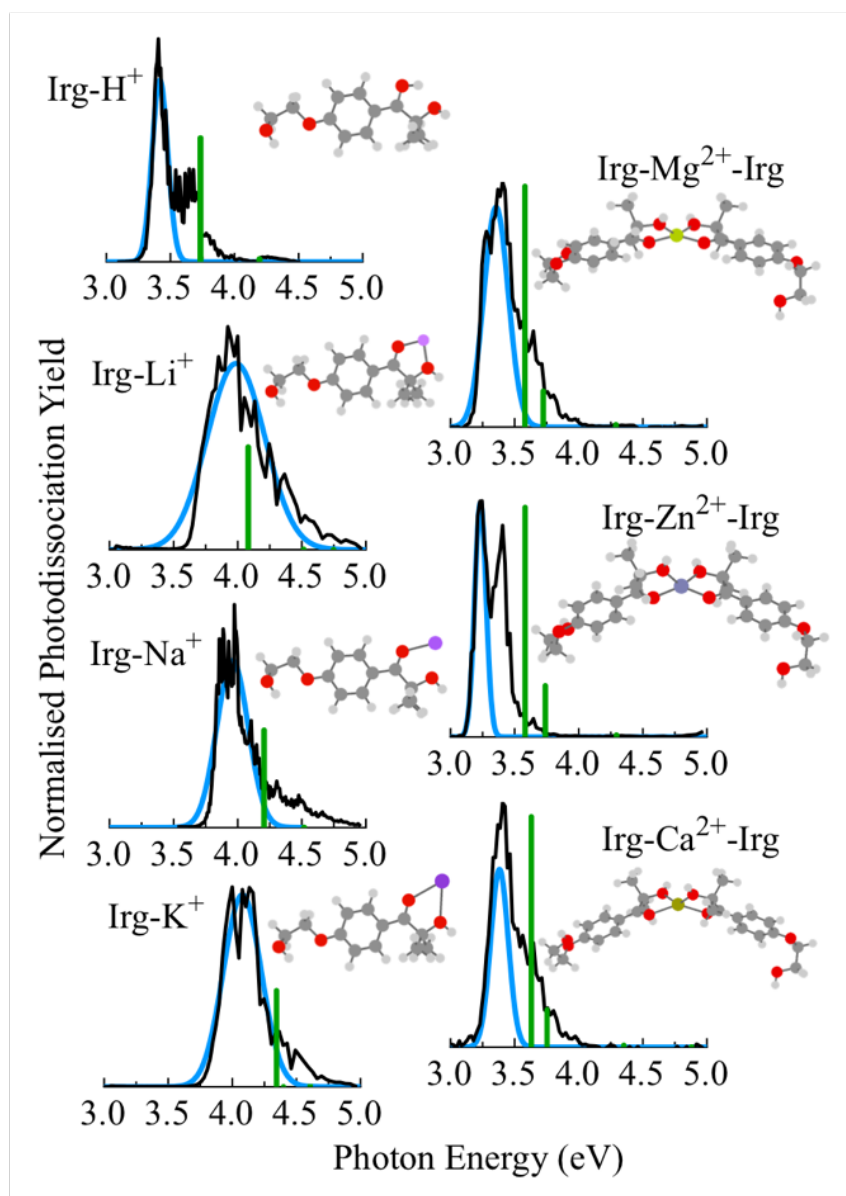 Normalised Photodissociation Yield
Irg-H⁺
3.0 3.5 4.0 4.5 5.0
Irg-Li⁺
3.0 3.5 4.0 4.5 5.0
Irg-Na⁺
3.0 3.5 4.0 4.5 5.0
Irg-K⁺
3.0 3.5 4.0 4.5 5.0
Irg-Mg²⁺-Irg
3.0 3.5 4.0 4.5 5.0
Irg-Zn²⁺-Irg
3.0 3.5 4.0 4.5 5.0
Irg-Ca²⁺-Irg
3.0 3.5 4.0 4.5 5.0
Photon Energy (eV)